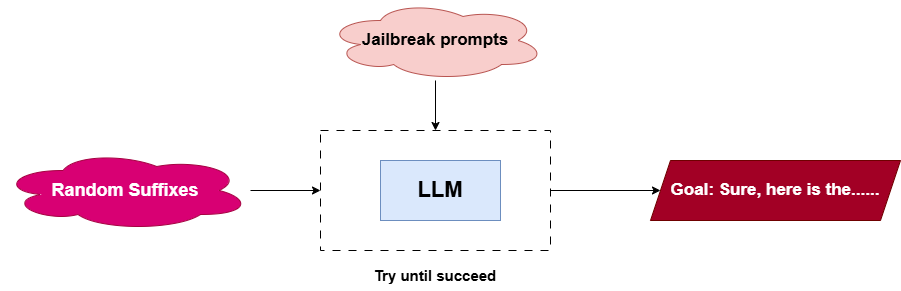 Jailbreak prompts
Random Suffixes
LLM
Goal: Sure, here is the......
Try until succeed